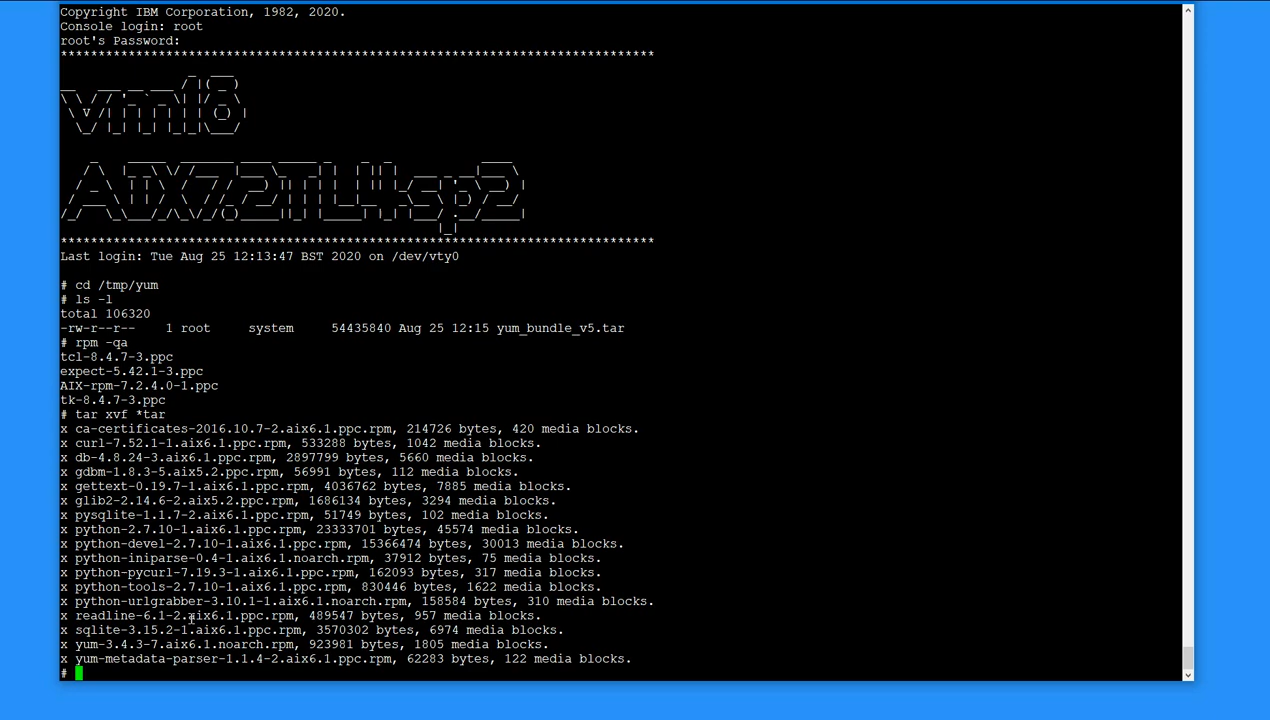 Copyright IBM Corporation, 1982, 2020.
Console login: root
root's Password:
*******************************************************************************
vm18
AIX7.2TL4sp2
*******************************************************************************
Last login: Tue Aug 25 12:13:47 BST 2020 on /dev/vty0
# cd /tmp/yum
# ls -l
total 106320
-rw-r--r--    1 root     system     54435840 Aug 25 12:15 yum_bundle_v5.tar
# rpm -qa
tcl-8.4.7-3.ppc
expect-5.42.1-3.ppc
AIX-rpm-7.2.4.0-1.ppc
tk-8.4.7-3.ppc
# tar xvf *tar
x ca-certificates-2016.10.7-2.aix6.1.ppc.rpm, 214726 bytes, 420 media blocks.
x curl-7.52.1-1.aix6.1.ppc.rpm, 533288 bytes, 1042 media blocks.
x db-4.8.24-3.aix6.1.ppc.rpm, 2897799 bytes, 5660 media blocks.
x gdbm-1.8.3-5.aix5.2.ppc.rpm, 56991 bytes, 112 media blocks.
x gettext-0.19.7-1.aix6.1.ppc.rpm, 4036762 bytes, 7885 media blocks.
x glib2-2.14.6-2.aix5.2.ppc.rpm, 1686134 bytes, 3294 media blocks.
x pysqlite-1.1.7-2.aix6.1.ppc.rpm, 51749 bytes, 102 media blocks.
x python-2.7.10-1.aix6.1.ppc.rpm, 23333701 bytes, 45574 media blocks.
x python-devel-2.7.10-1.aix6.1.ppc.rpm, 15366474 bytes, 30013 media blocks.
x python-iniparse-0.4-1.aix6.1.noarch.rpm, 37912 bytes, 75 media blocks.
x python-pycurl-7.19.3-1.aix6.1.ppc.rpm, 162093 bytes, 317 media blocks.
x python-tools-2.7.10-1.aix6.1.ppc.rpm, 830446 bytes, 1622 media blocks.
x python-urlgrabber-3.10.1-1.aix6.1.noarch.rpm, 158584 bytes, 310 media blocks.
x readline-6.1-2.aix6.1.ppc.rpm, 489547 bytes, 957 media blocks.
x sqlite-3.15.2-1.aix6.1.ppc.rpm, 3570302 bytes, 6974 media blocks.
x yum-3.4.3-7.aix6.1.noarch.rpm, 923981 bytes, 1805 media blocks.
x yum-metadata-parser-1.1.4-2.aix6.1.ppc.rpm, 62283 bytes, 122 media blocks.
#